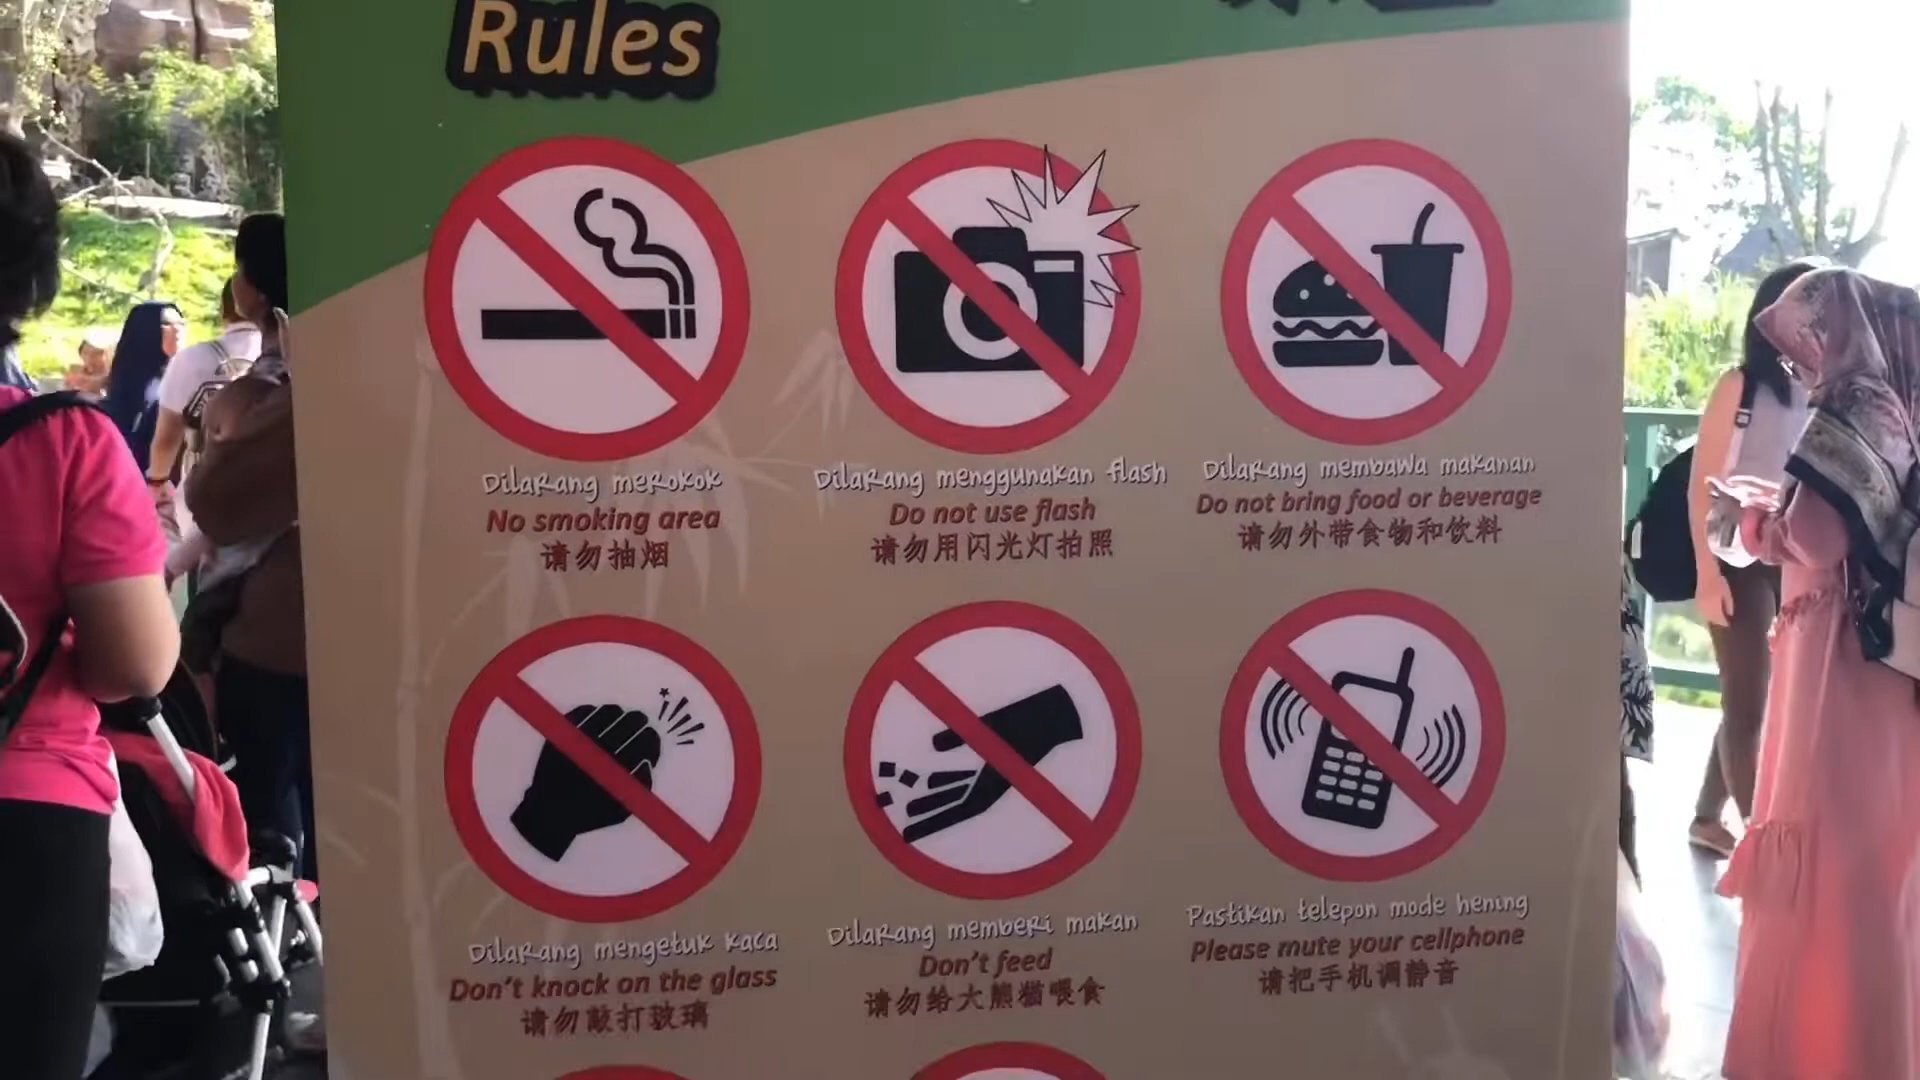 Rules
Dilarang merokok
No smoking area
请勿抽烟
Dilarang menggunakan flash
Do not use flash
请勿用闪光灯拍照
Dilarang membawa makanan
Do not bring food or beverage
请勿外带食物和饮料
Dilarang mengetuk kaca
Don't knock on the glass
请勿敲打玻璃
Dilarang memberi makan
Don't feed
请勿给大熊猫喂食
Pastikan telepon mode hening
Please mute your cellphone
请把手机调静音